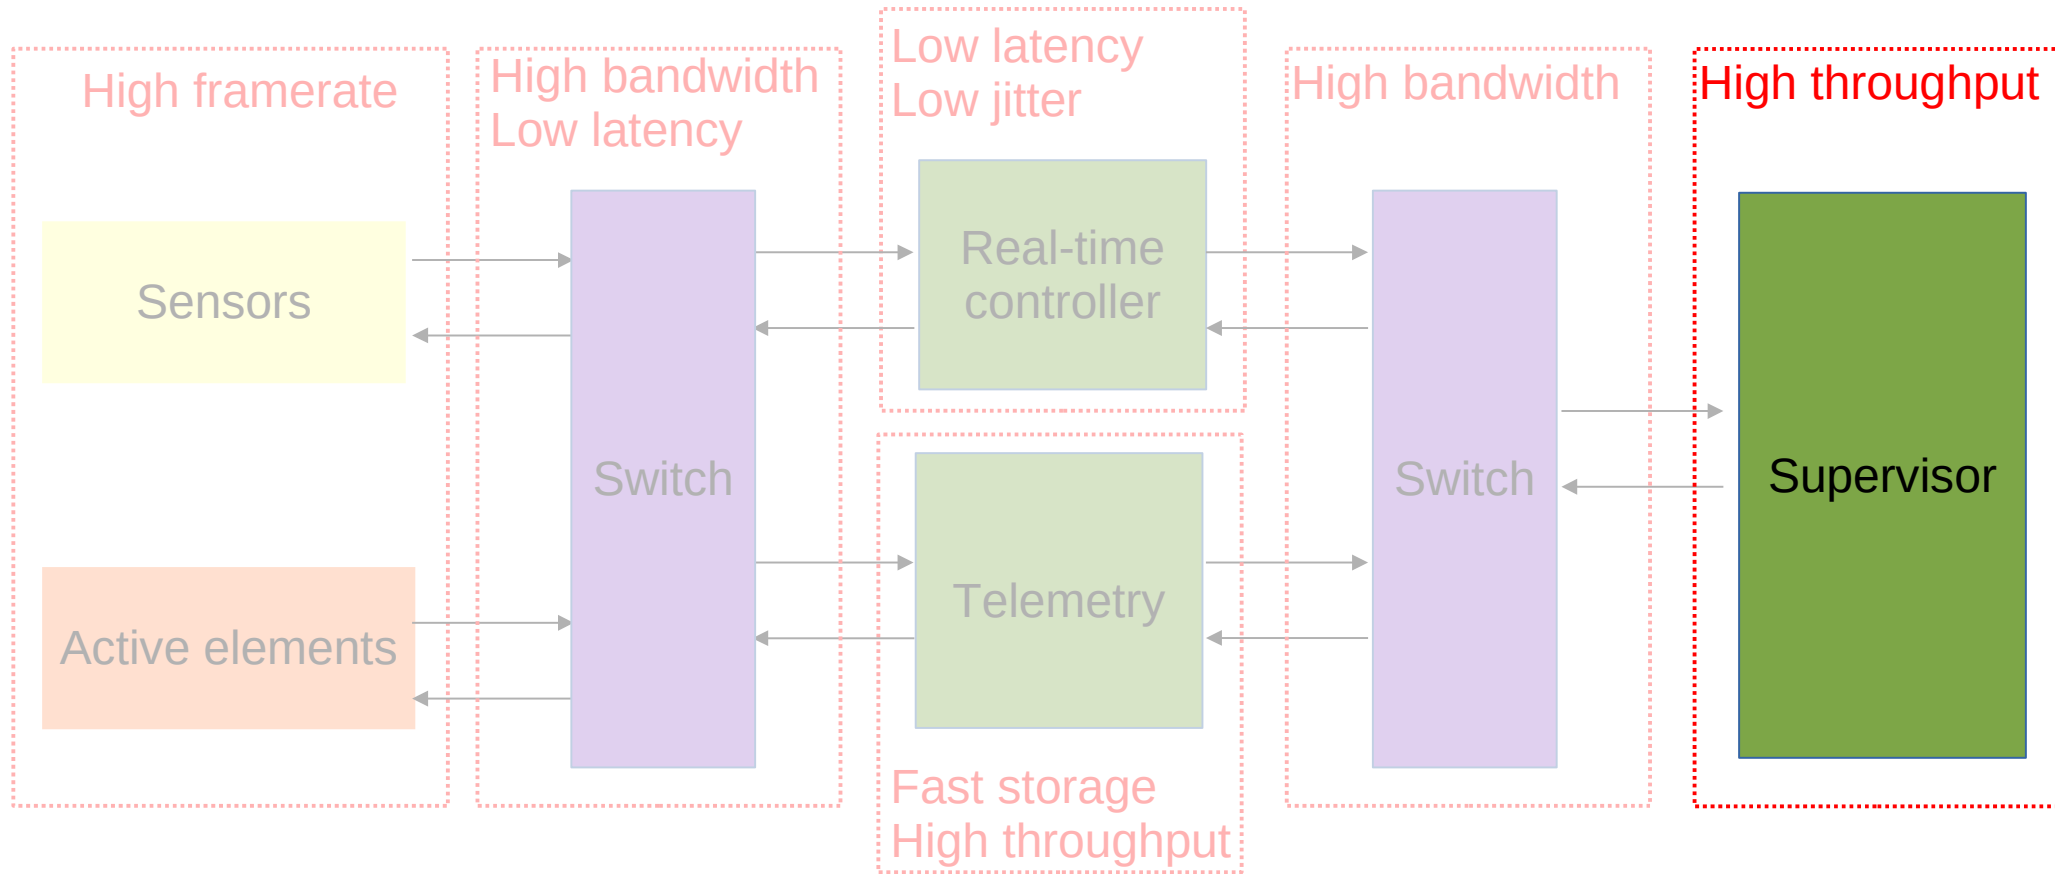 High framerate
Sensors
Active elements
High bandwidth
Low latency
Switch
Low latency
Low jitter
Real-time
controller
Telemetry
Fast storage
High throughput
High bandwidth
Switch
High throughput
Supervisor